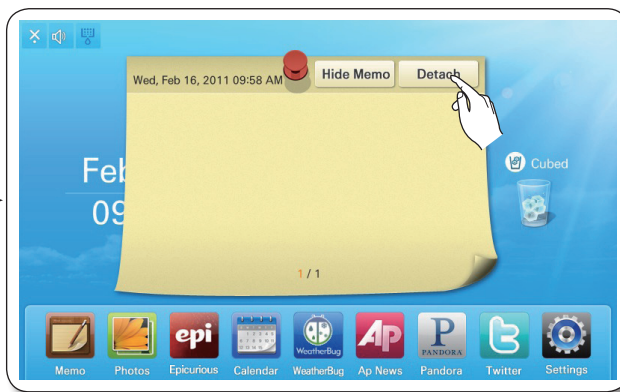 Wed, Feb 16, 2011 09:58 AM
Hide Memo
Detach
Feb
09
Cubed
1 / 1
epi
WeatherBug
Ap
P
PANDORA
Memo
Photos
Epicurious
Calendar
WeatherBug
Ap News
Pandora
Twitter
Settings